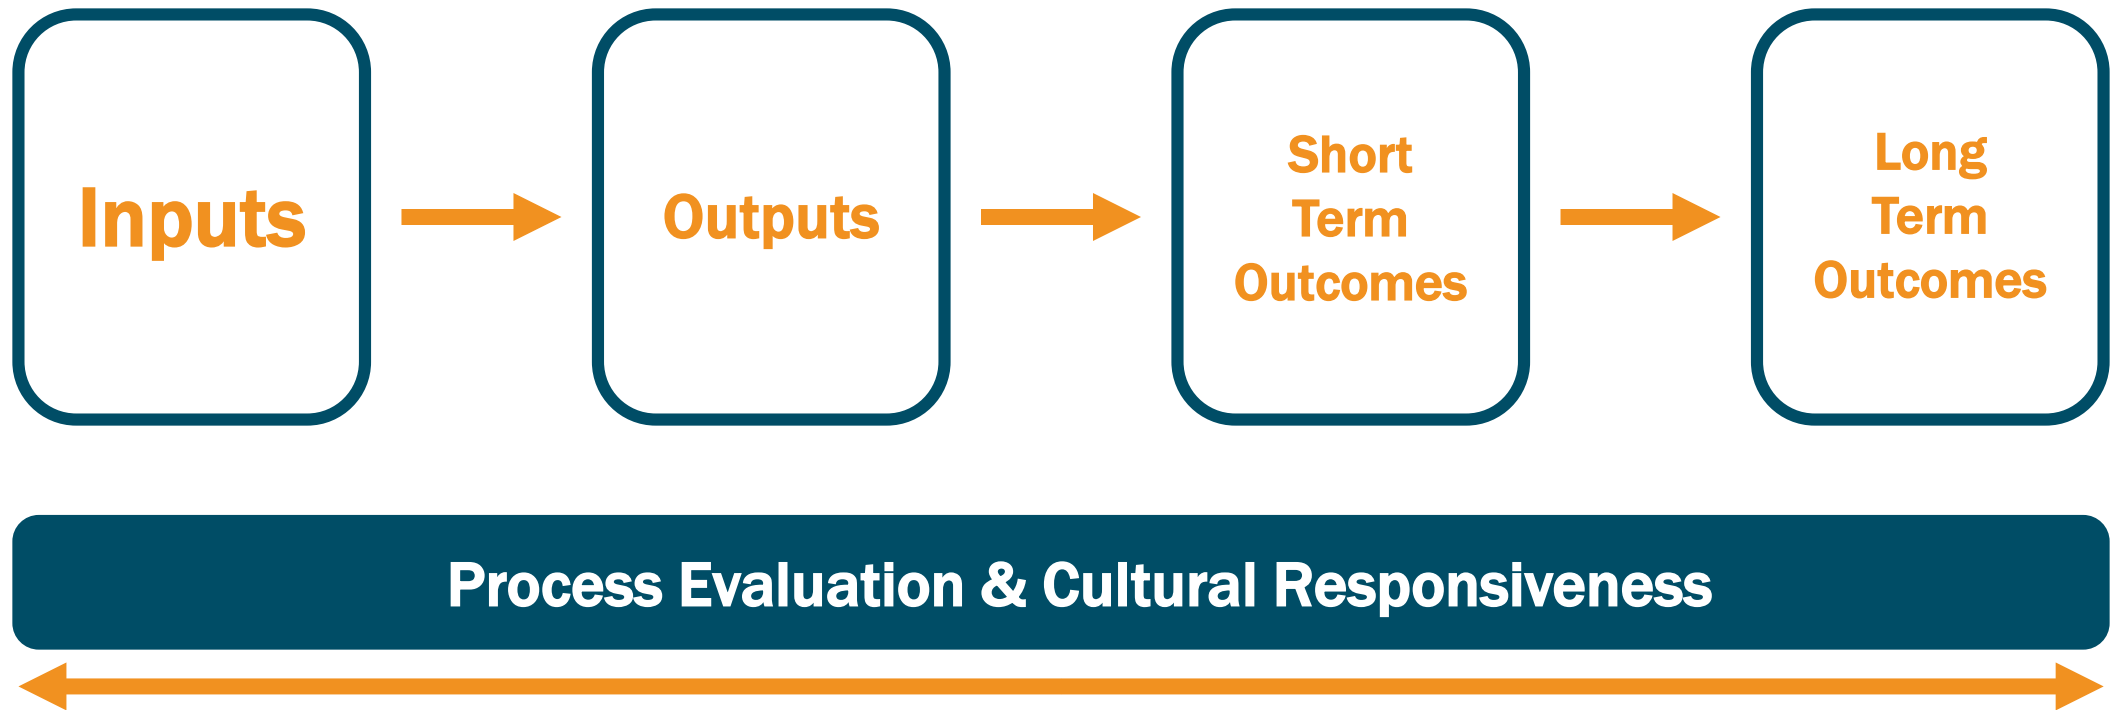 Inputs
Outputs
Short
Term
Outcomes
Long
Term
Outcomes
Process Evaluation & Cultural Responsiveness